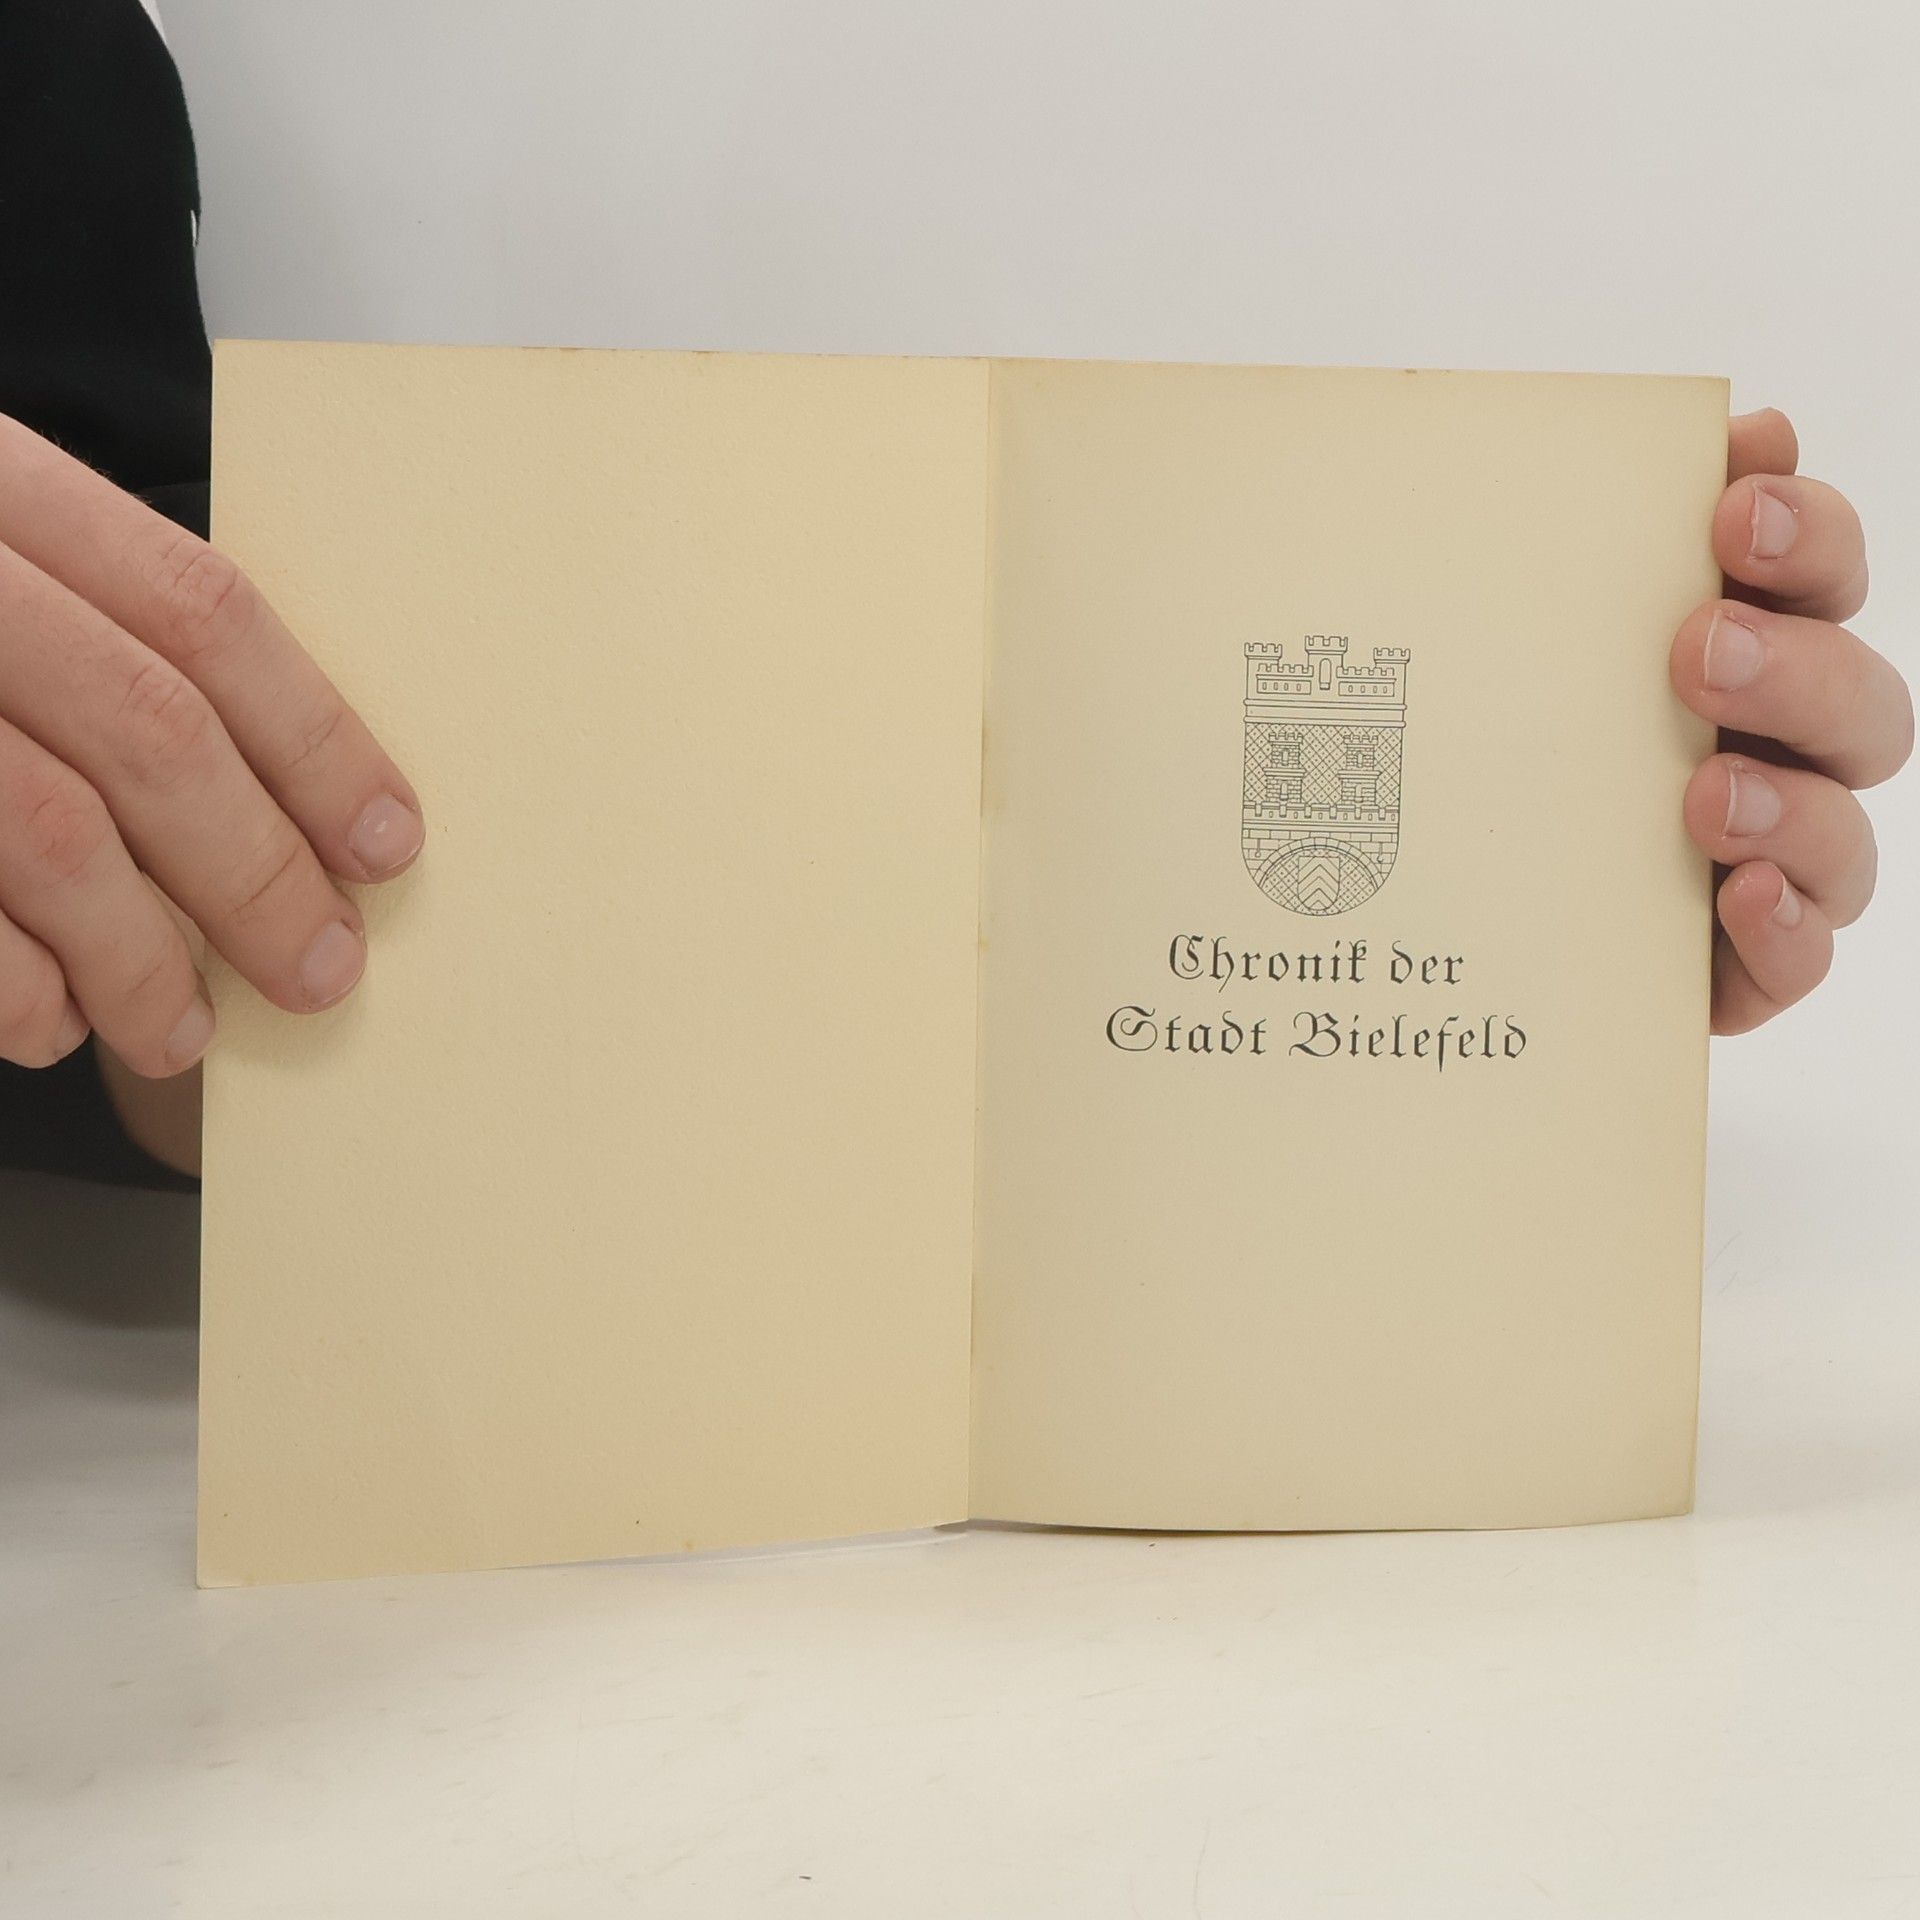 Chronik der
Stadt Bielefeld